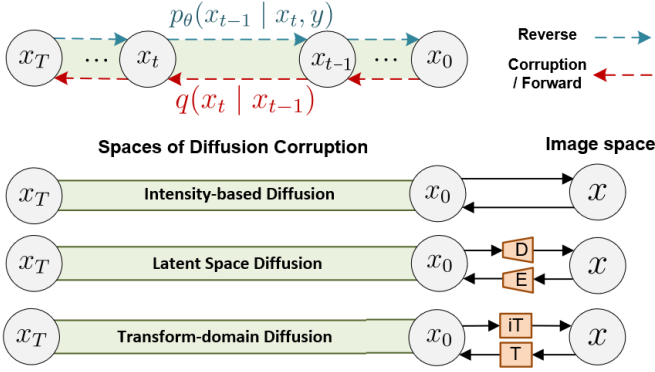 p_θ(x_{t-1} | x_t, y)
Reverse
x_T ... x_t x_{t-1} ... x_0
Corruption
/ Forward
q(x_t | x_{t-1})
Spaces of Diffusion Corruption
Image space
x_T Intensity-based Diffusion x_0 x
x_T Latent Space Diffusion x_0 D x
E
x_T Transform-domain Diffusion x_0 iT x
T